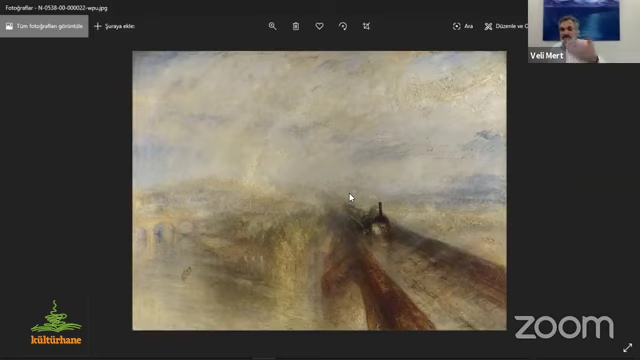 Fotoğraflar - N-0538-00-000022-wpu.jpg
Tüm fotoğrafları görüntüle
Şuraya ekle:
Ara
Düzenle ve O
Veli Mert
kültürhane
zoom